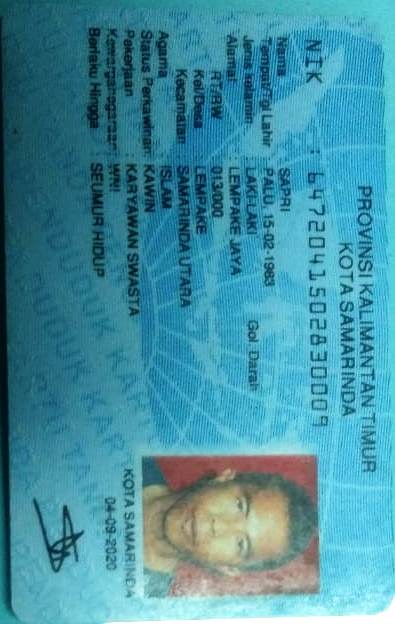 PROVINSI KALIMANTAN TIMUR
KOTA SAMARINDA
NIK : 6472041502830009
Nama : SAPRI
Tempat/Tgl Lahir : PALU, 15-02-1983
Jenis kelamin : LAKI-LAKI Gol. Darah :
Alamat : LEMPAKE JAYA
RT/RW : 013/000
Kel/Desa : LEMPAKE
Kecamatan : SAMARINDA UTARA
Agama : ISLAM
Status Perkawinan: KAWIN
Pekerjaan : KARYAWAN SWASTA
Kewarganegaraan: WNI
Berlaku Hingga : SEUMUR HIDUP
KOTA SAMARINDA
04-09-2020